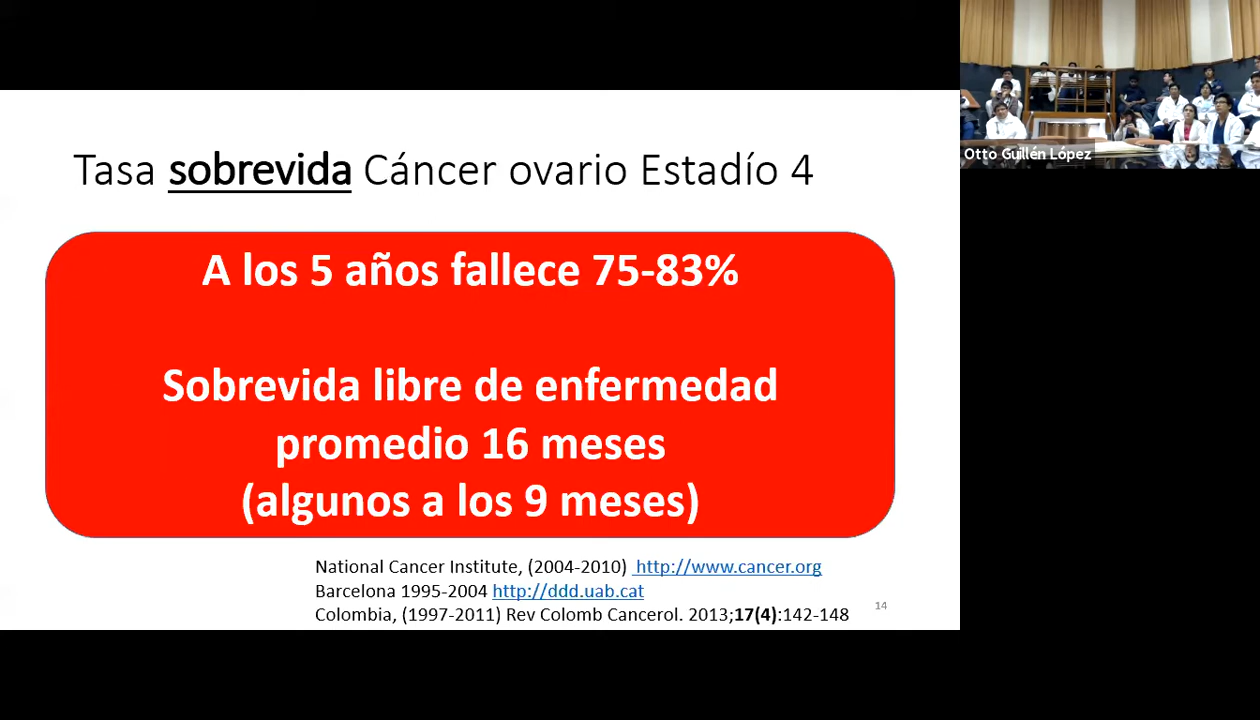 Tasa sobrevida Cáncer ovario Estadío 4
A los 5 años fallece 75-83%
Sobrevida libre de enfermedad
promedio 16 meses
(algunos a los 9 meses)
National Cancer Institute, (2004-2010) http://www.cancer.org
Barcelona 1995-2004 http://ddd.uab.cat
Colombia, (1997-2011) Rev Colomb Cancerol. 2013;17(4):142-148
14
Otto Guillén López